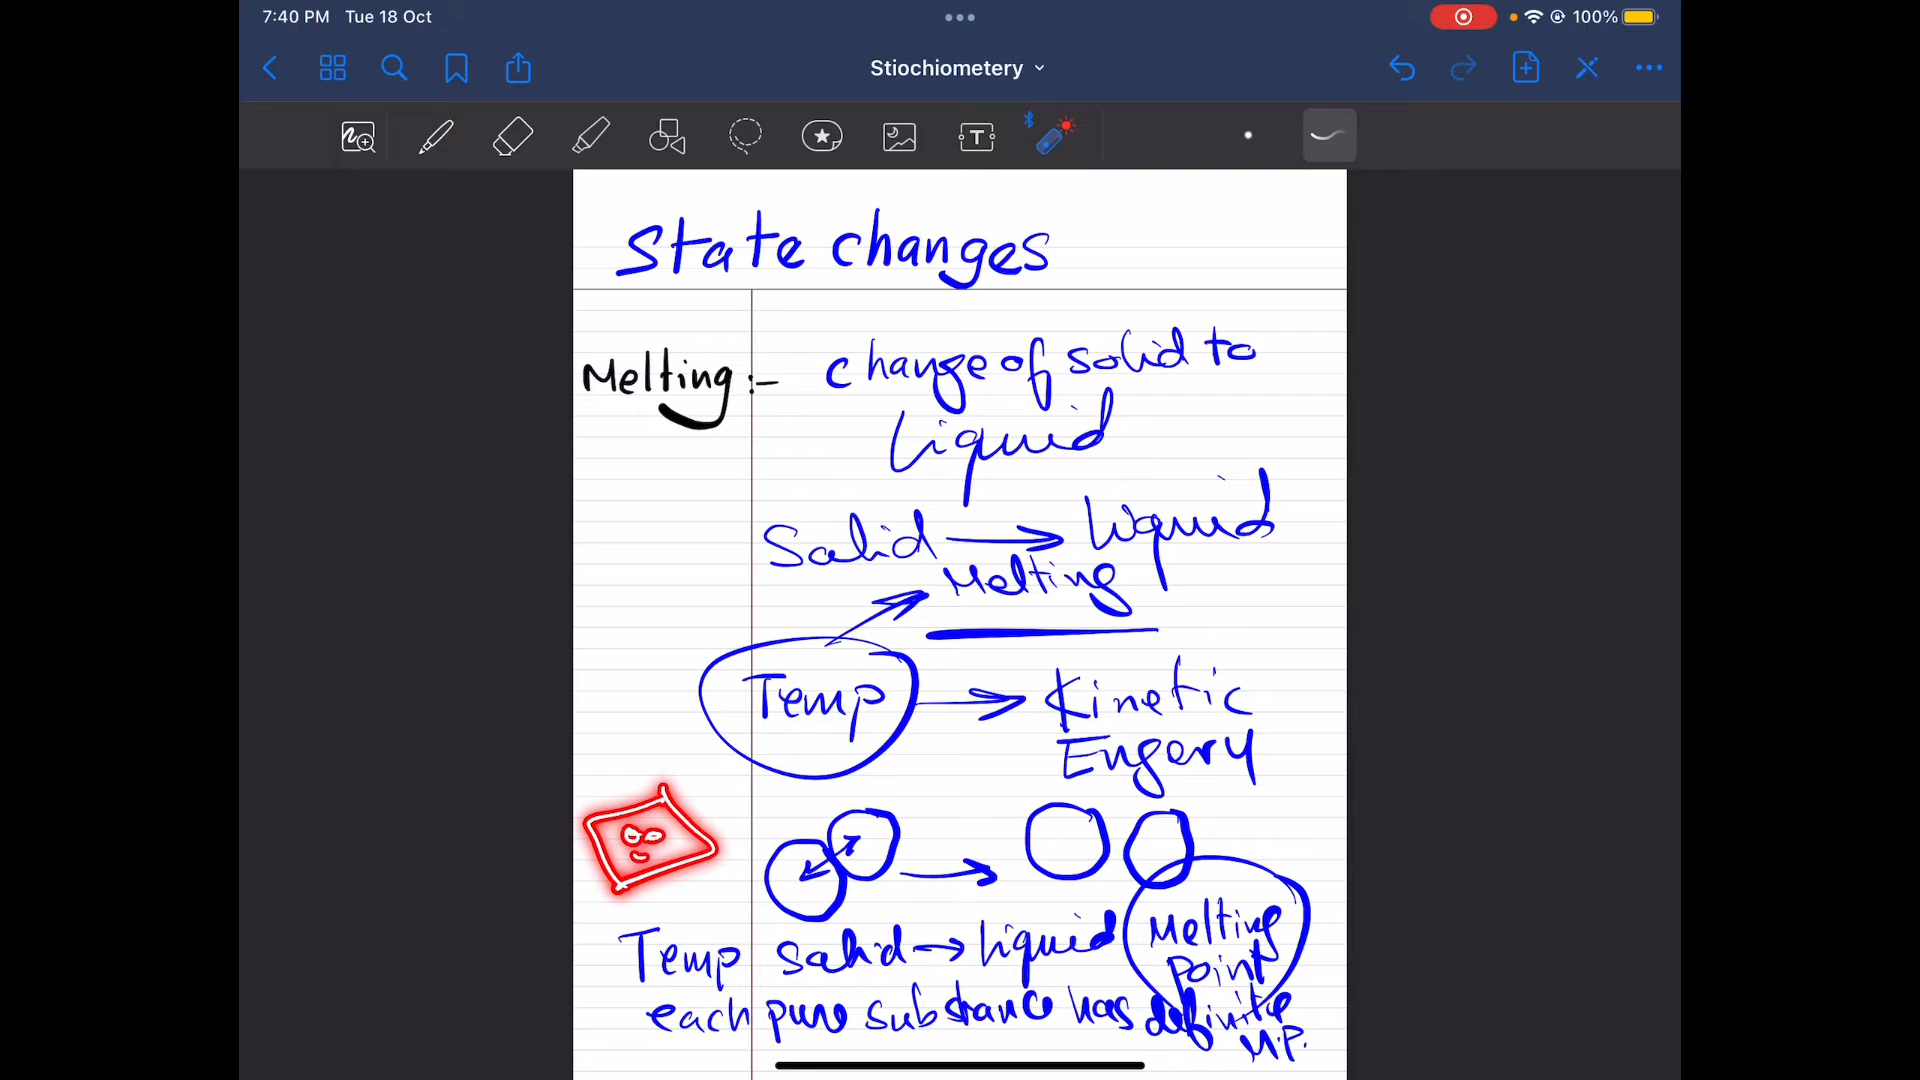 7:40 PM Tue 18 Oct
100%
Stiochiometery
T
State changes
Melting :- change of solid to
Liquid
Solid → Liquid
Melting
Temp → Kinetic
Engery
Temp solid → liquid Melting
point
each pure substance has definite
M.P.